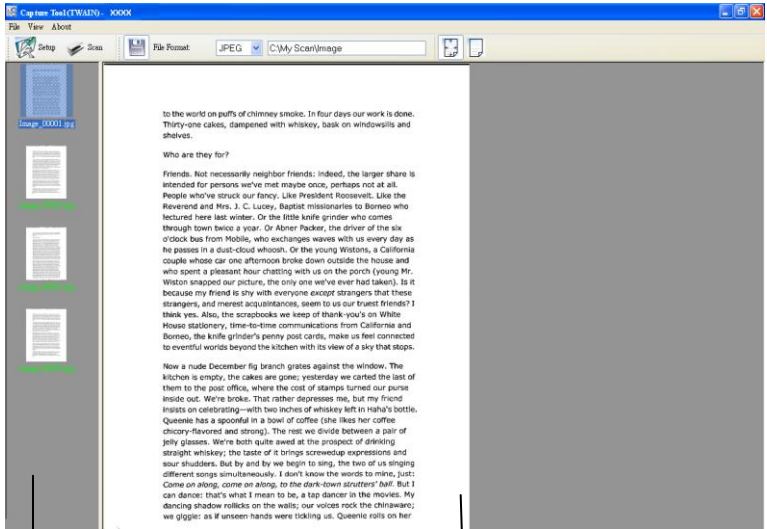 Capture Tool(TWAIN)- XXXX
File View About
Setup Scan File Format: JPEG C:\My Scan\Image
Image_00001.jpg
to the world on puffs of chimney smoke. In four days our work is done.
Thirty-one cakes, dampened with whiskey, bask on windowsills and
shelves.
Who are they for?
Friends. Not necessarily neighbor friends: indeed, the larger share is
intended for persons we've met maybe once, perhaps not at all.
People who've struck our fancy. Like President Roosevelt. Like the
Reverend and Mrs. J. C. Lucey, Baptist missionaries to Borneo who
lectured here last winter. Or the little knife grinder who comes
through town twice a year. Or Abner Packer, the driver of the six
o'clock bus from Mobile, who exchanges waves with us every day as
he passes in a dust-cloud whoosh. Or the young Wistons, a California
couple whose car one afternoon broke down outside the house and
who spent a pleasant hour chatting with us on the porch (young Mr.
Wiston snapped our picture, the only one we've ever had taken). Is it
because my friend is shy with everyone except strangers that these
strangers, and merest acquaintances, seem to us our truest friends? I
think yes. Also, the scrapbooks we keep of thank-you's on White
House stationery, time-to-time communications from California and
Borneo, the knife grinder's penny post cards, make us feel connected
to eventful worlds beyond the kitchen with its view of a sky that stops.
Now a nude December fig branch grates against the window. The
kitchen is empty, the cakes are gone; yesterday we carted the last of
them to the post office, where the cost of stamps turned our purse
inside out. We're broke. That rather depresses me, but my friend
insists on celebrating—with two inches of whiskey left in Haha's bottle.
Queenie has a spoonful in a bowl of coffee (she likes her coffee
chicory-flavored and strong). The rest we divide between a pair of
jelly glasses. We're both quite awed at the prospect of drinking
straight whiskey; the taste of it brings screwedup expressions and
sour shudders. But by and by we begin to sing, the two of us singing
different songs simultaneously. I don't know the words to mine, just:
Come on along, come on along, to the dark-town strutters' ball. But I
can dance: that's what I mean to be, a tap dancer in the movies. My
dancing shadow rollicks on the walls; our voices rock the chinaware;
we giggle: as if unseen hands were tickling us. Queenie rolls on her